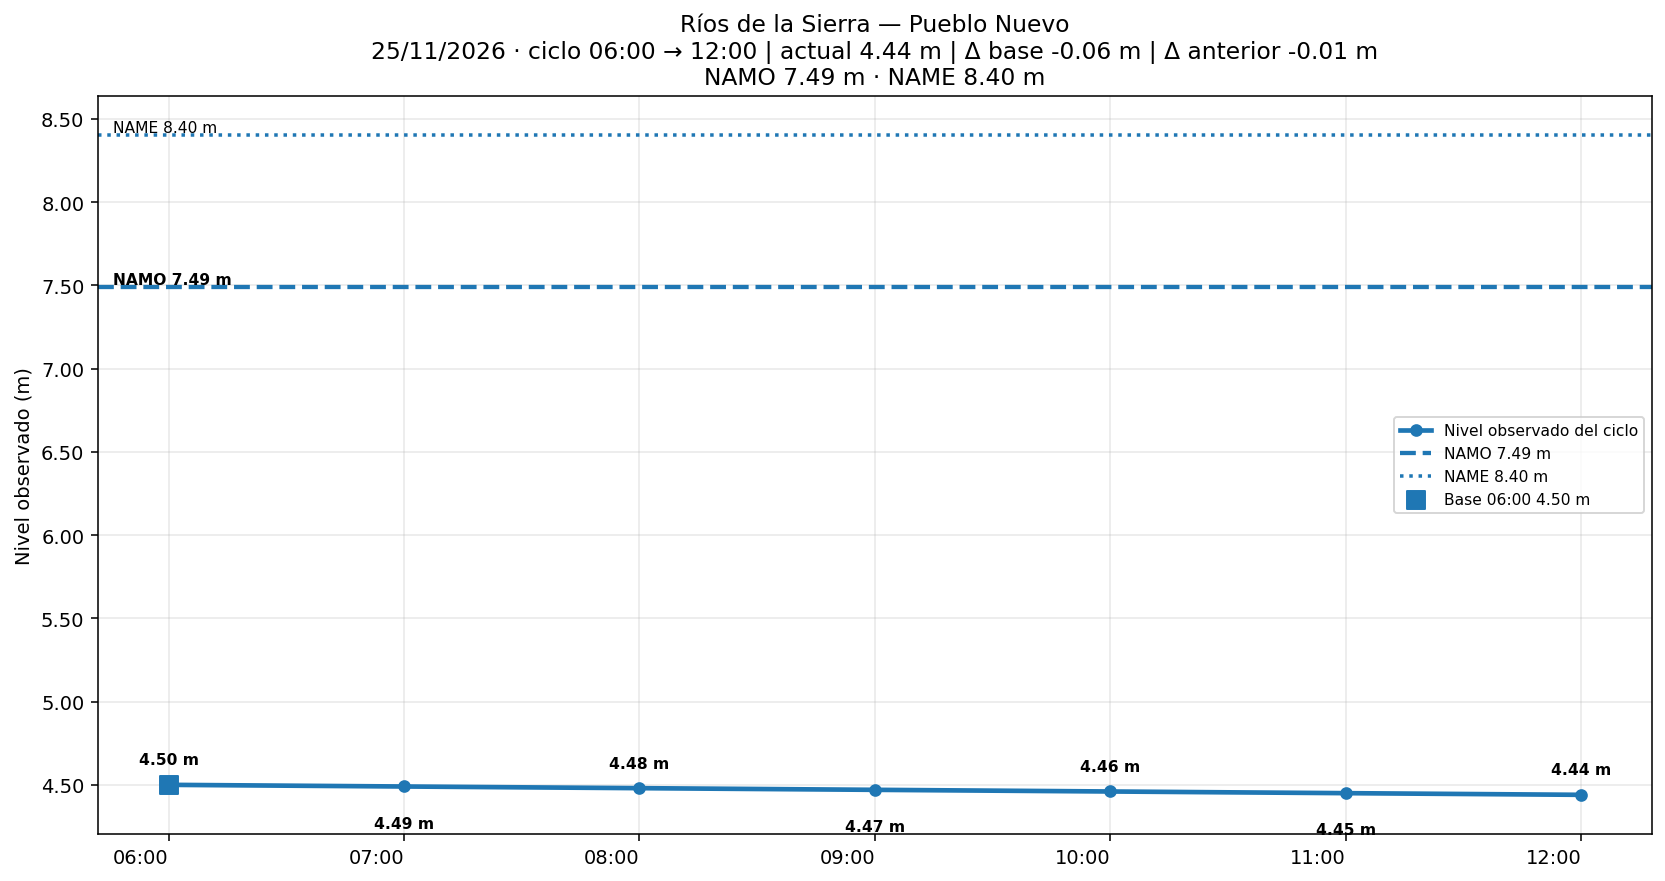 Ríos de la Sierra — Pueblo Nuevo
25/11/2026 · ciclo 06:00 → 12:00 | actual 4.44 m | Δ base -0.06 m | Δ anterior -0.01 m
NAMO 7.49 m · NAME 8.40 m
Nivel observado (m)
8.50
8.00
7.50
7.00
6.50
6.00
5.50
5.00
4.50
NAME 8.40 m
NAMO 7.49 m
Nivel observado del ciclo
NAMO 7.49 m
NAME 8.40 m
Base 06:00 4.50 m
4.50 m
4.49 m
4.48 m
4.47 m
4.46 m
4.45 m
4.44 m
06:00
07:00
08:00
09:00
10:00
11:00
12:00